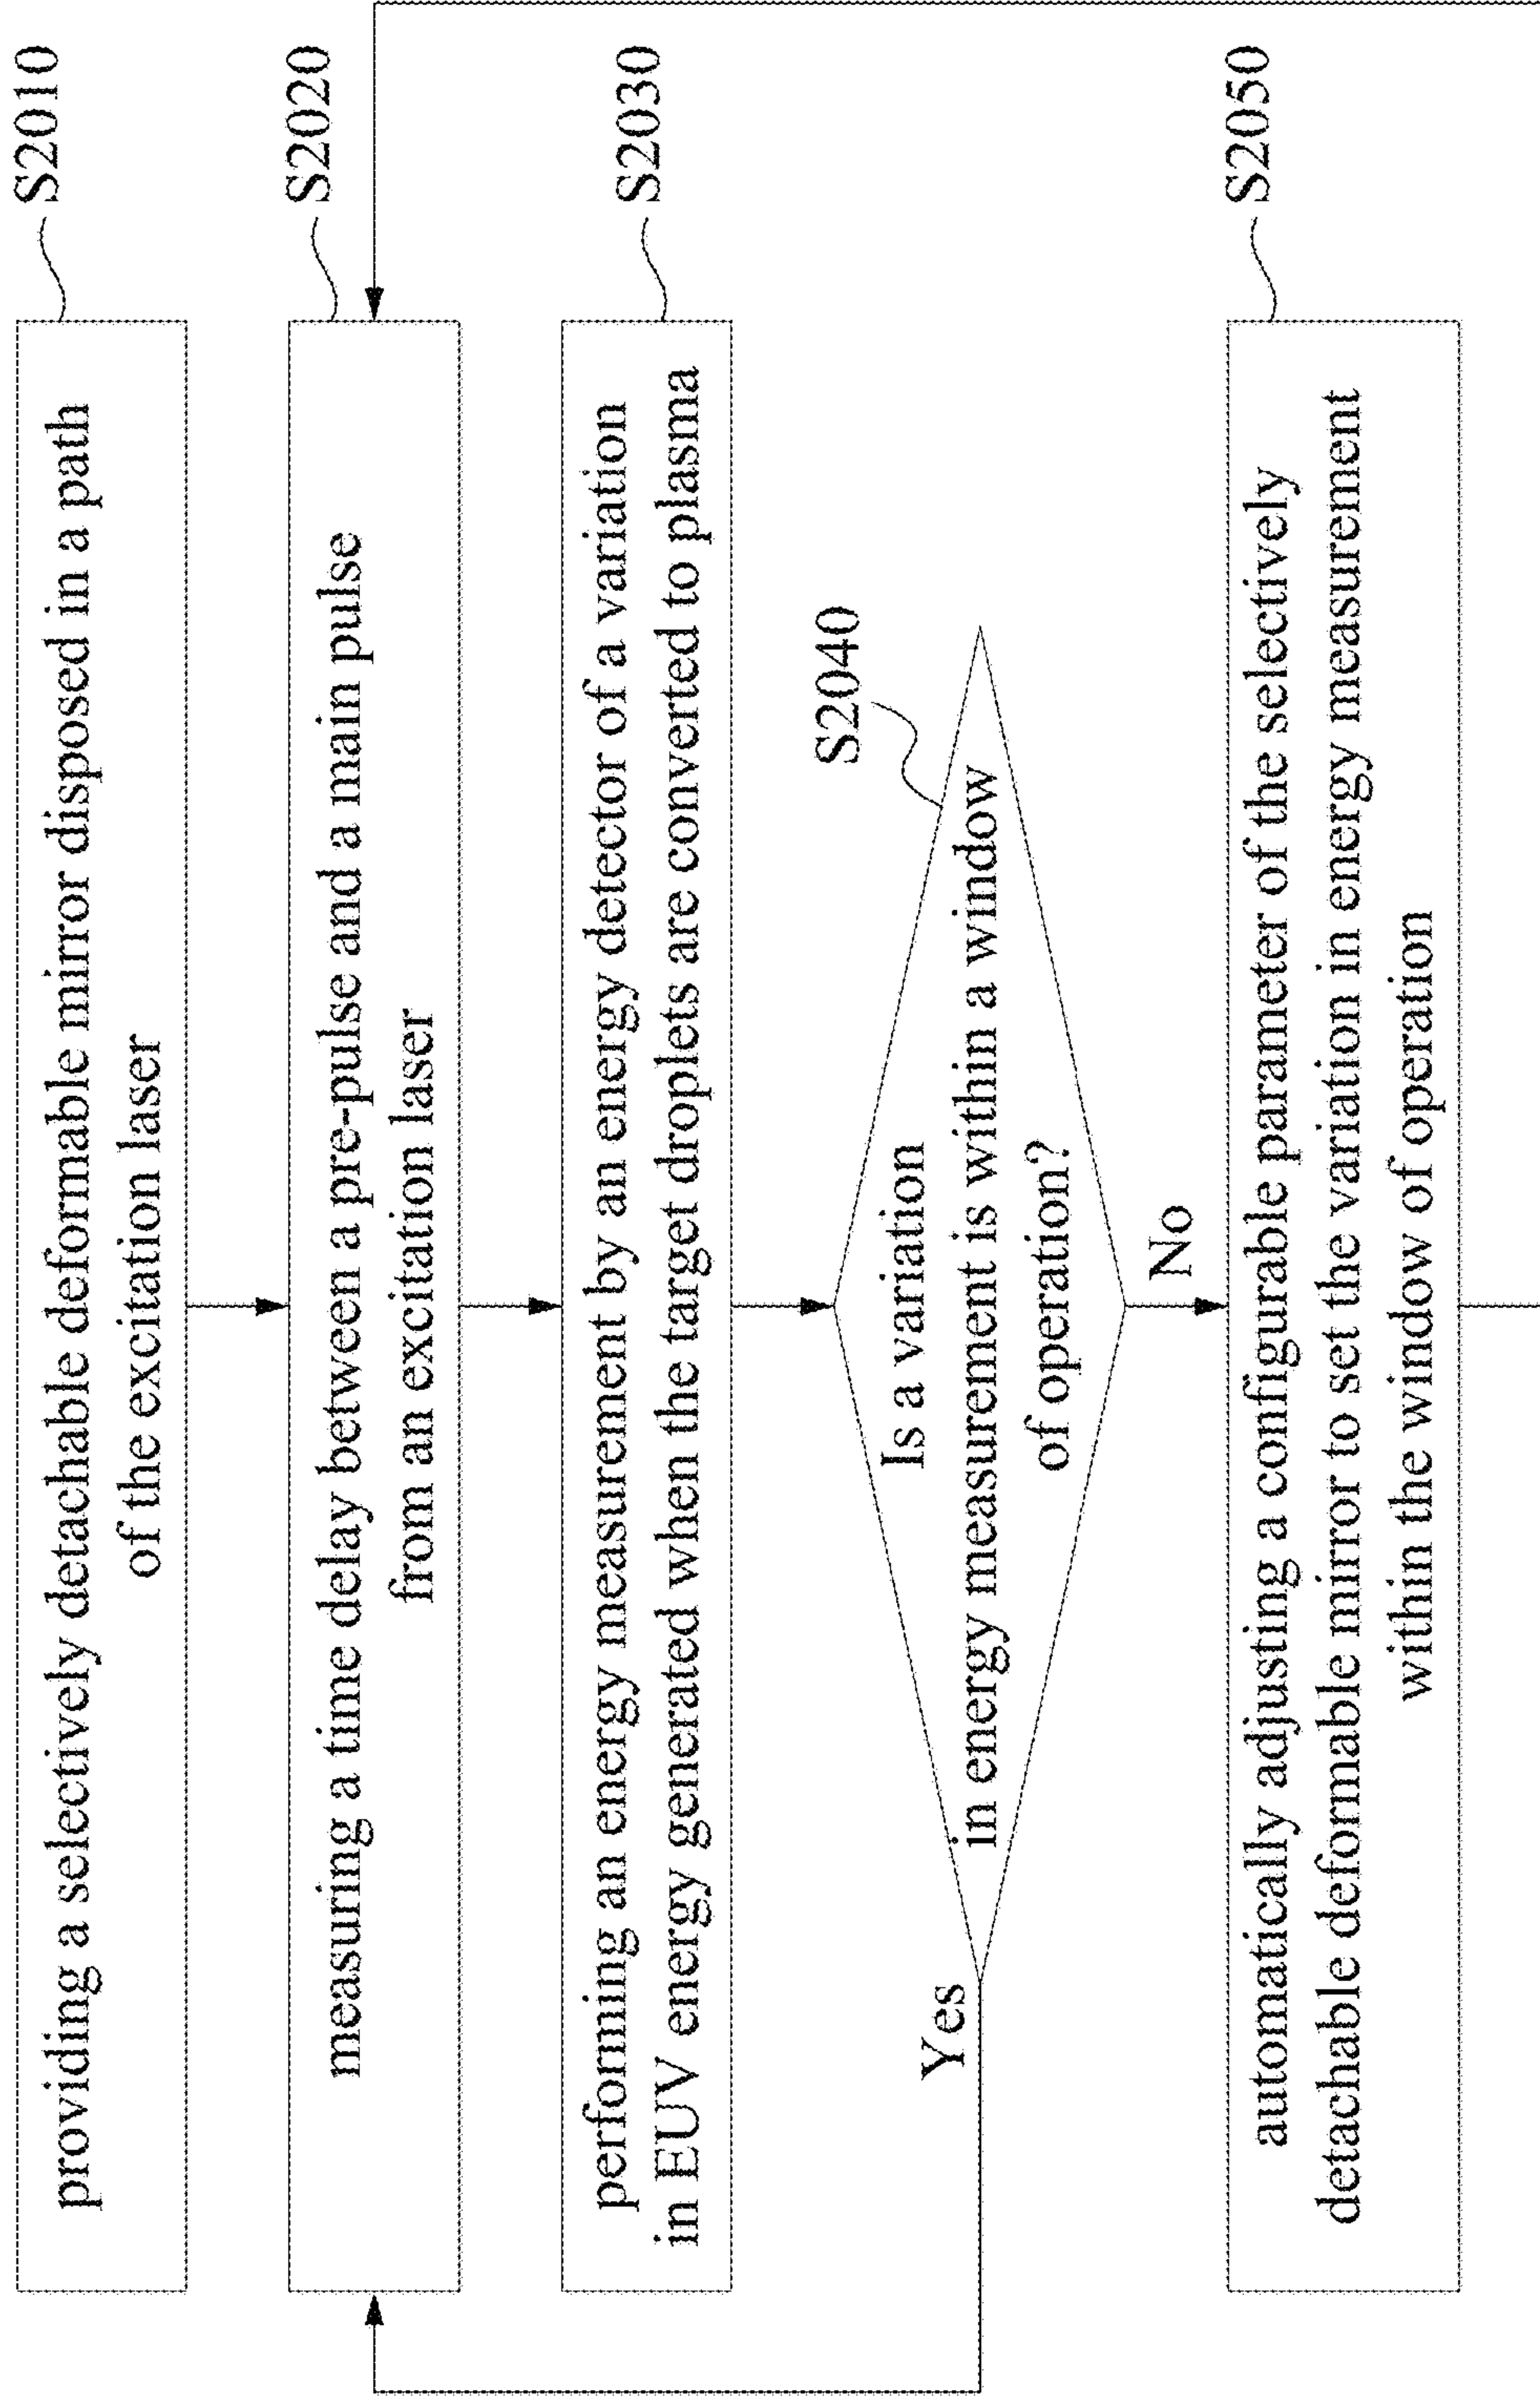 S2010
providing a selectively detachable deformable mirror disposed in a path
of the excitation laser
S2020
measuring a time delay between a pre-pulse and a main pulse
from an excitation laser
S2030
performing an energy measurement by an energy detector of a variation
in EUV energy generated when the target droplets are converted to plasma
S2040
Is a variation
in energy measurement is within a window
of operation?
Yes
No
S2050
automatically adjusting a configurable parameter of the selectively
detachable deformable mirror to set the variation in energy measurement
within the window of operation